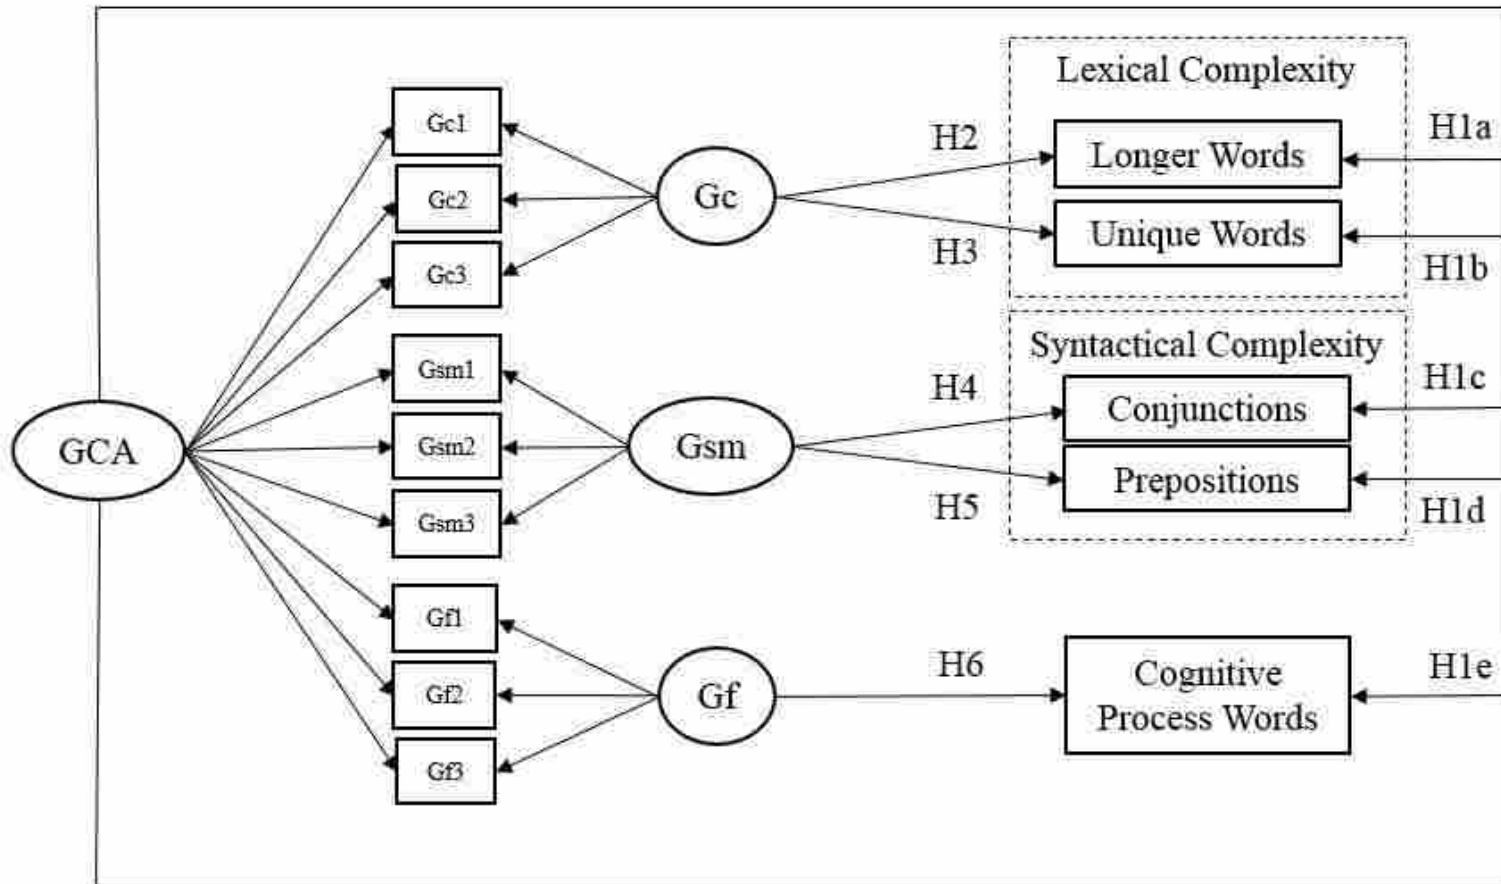 Lexical Complexity
Gc1
H2
Longer Words
H1a
Gc2
Gc
Unique Words
H3
Gc3
H1b
Syntactical Complexity
Gsm1
H4
Conjunctions
H1c
GCA
Gsm2
Gsm
Prepositions
H5
H1d
Gsm3
Gf1
H6
Cognitive
Process Words
H1e
Gf2
Gf
Gf3